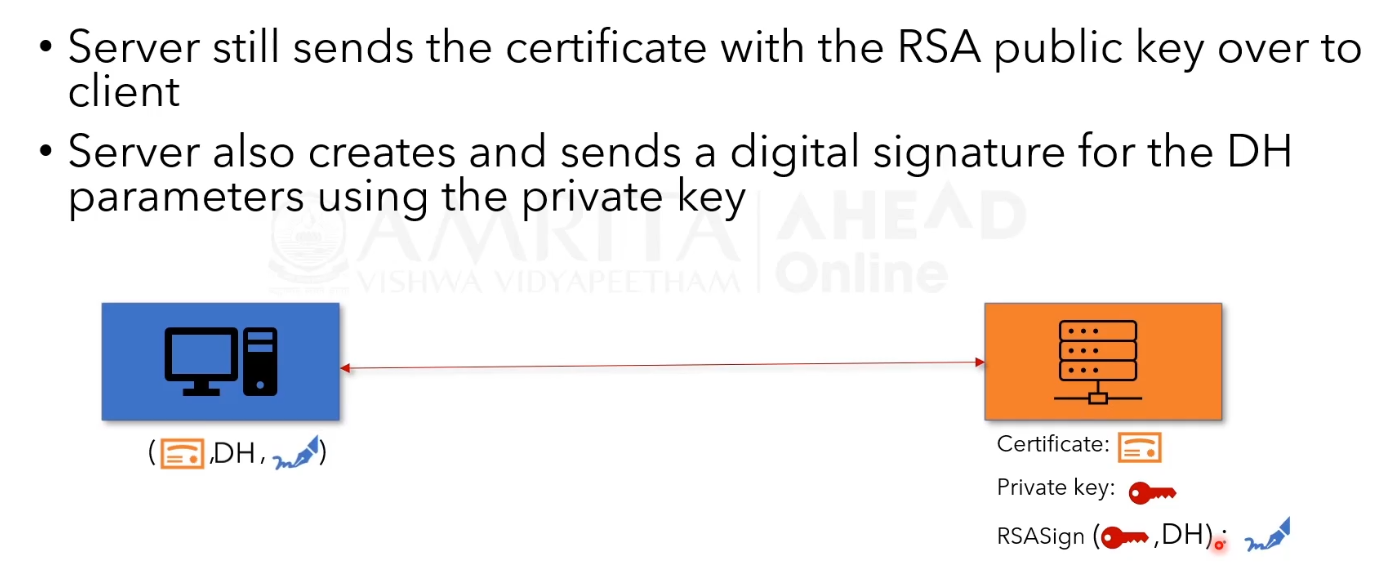 • Server still sends the certificate with the RSA public key over to
client
• Server also creates and sends a digital signature for the DH
parameters using the private key
AMRITA AHEAD
VISHWA VIDYAPEETHAM Online
( ,DH, )
Certificate:
Private key:
RSASign ( ,DH) :